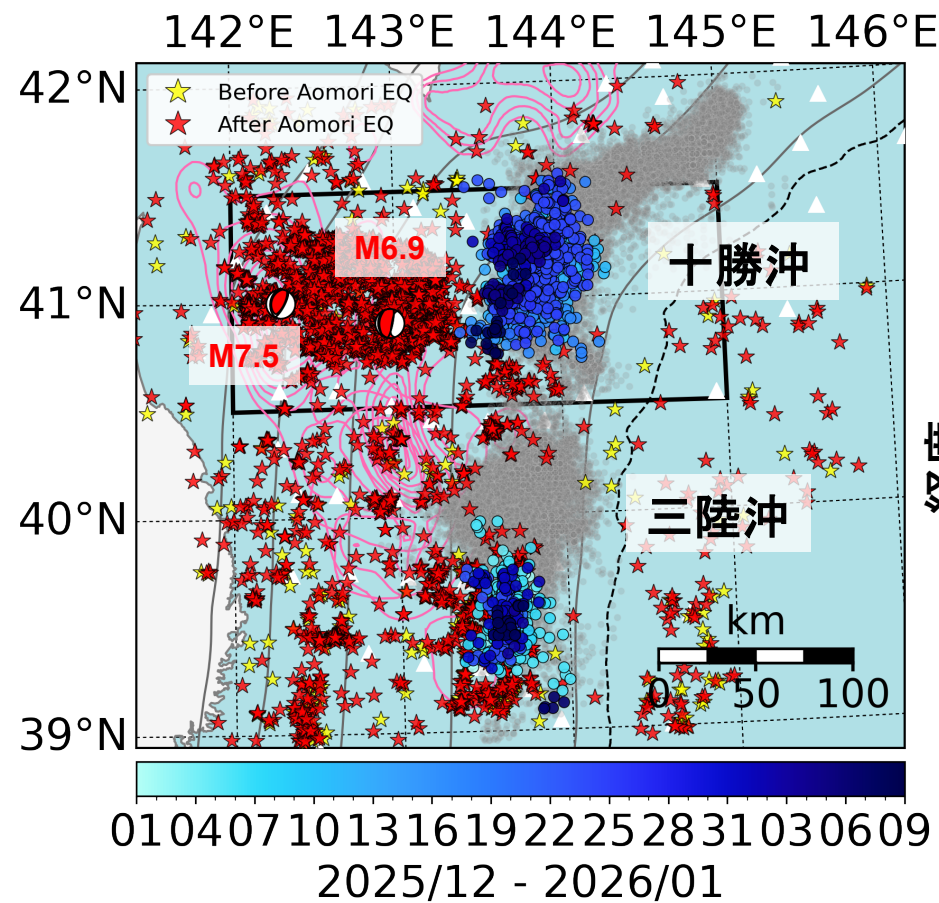 142°E 143°E 144°E 145°E 146°E
42°N
Before Aomori EQ
After Aomori EQ
M6.9
十勝沖
41°N
M7.5
40°N
三陸沖
km
0 50 100
39°N
01 04 07 10 13 16 19 22 25 28 31 03 06 09
2025/12 - 2026/01